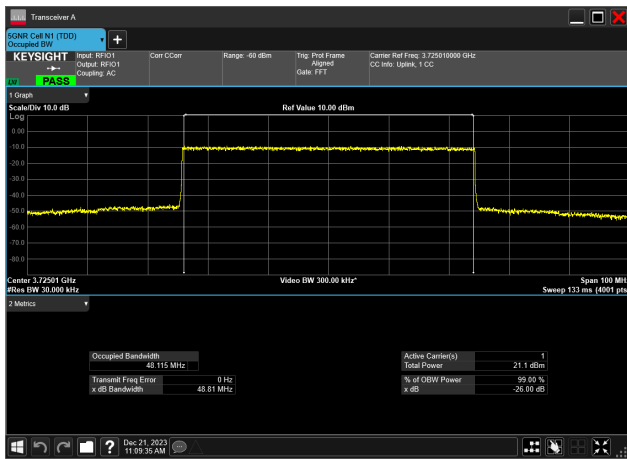 Transceiver A
5GNR Cell N1 (TDD)
Occupied BW
KEYSIGHT
LM
PASS
Input: RFIO1
Output: RFIO1
Coupling: AC
Corr CCorr
Range: -60 dBm
Trig: Prot Frame
Aligned
Gate: FFT
Carrier Ref Freq: 3.725010000 GHz
CC Info: Uplink, 1 CC
1 Graph
Scale/Div 10.0 dB
Ref Value 10.00 dBm
Log
0.00
-10.0
-20.0
-30.0
-40.0
-50.0
-60.0
-70.0
-80.0
Center 3.72501 GHz
Video BW 300.00 kHz*
Span 100 MH
#Res BW 30.000 kHz
Sweep 133 ms (4001 pts
2 Metrics
Occupied Bandwidth
48.115 MHz
Transmit Freq Error 0 Hz
x dB Bandwidth 48.81 MHz
Active Carrier(s) 1
Total Power 21.1 dBm
% of OBW Power 99.00 %
x dB -26.00 dB
Dec 21, 2023
11:09:35 AM